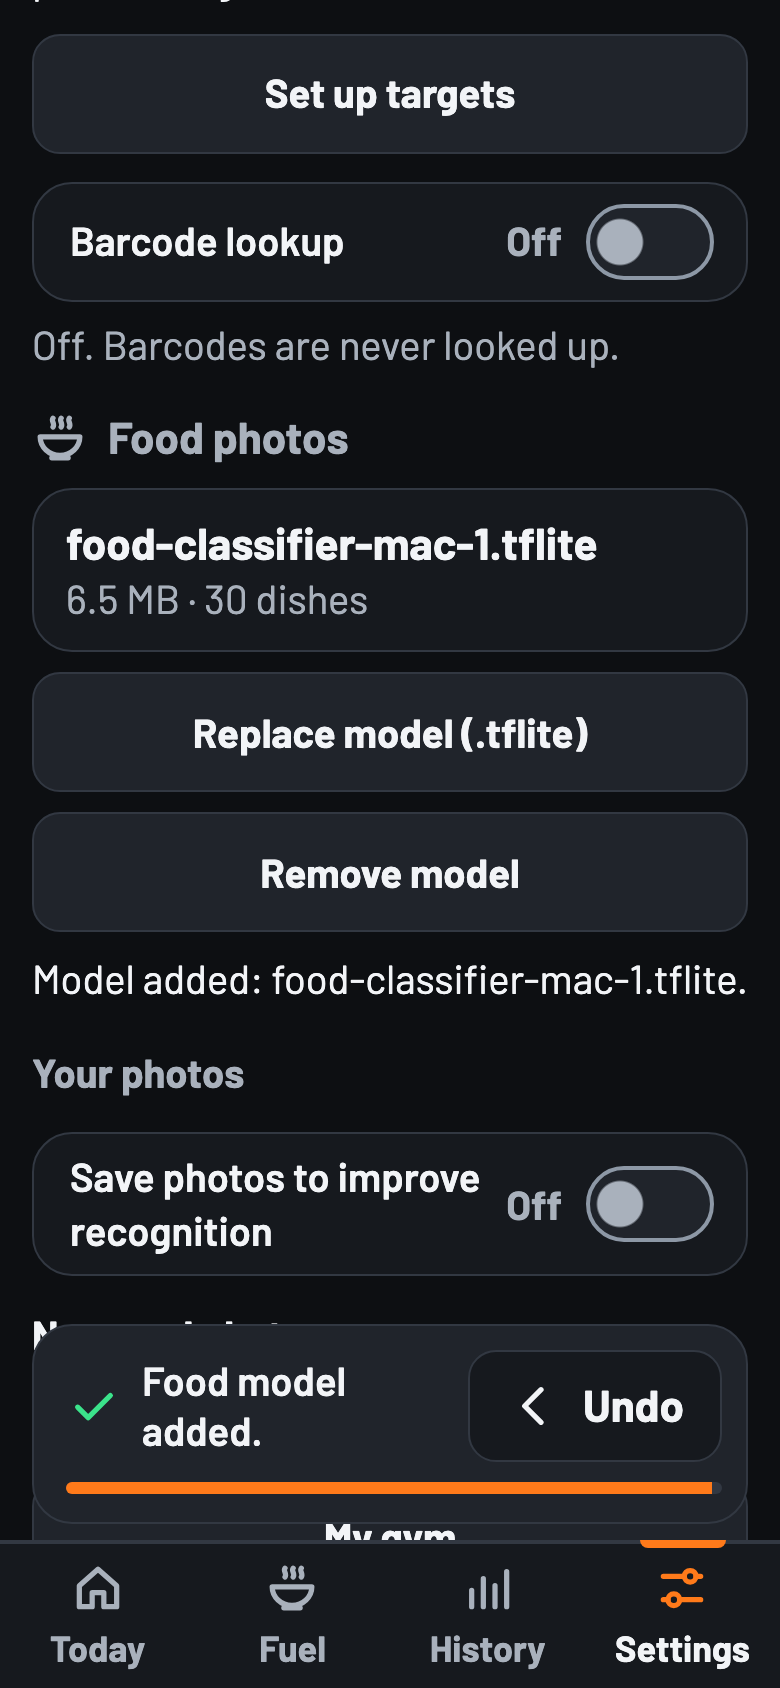 Set up targets
Barcode lookup Off
Off. Barcodes are never looked up.
Food photos
food-classifier-mac-1.tflite
6.5 MB · 30 dishes
Replace model (.tflite)
Remove model
Model added: food-classifier-mac-1.tflite.
Your photos
Save photos to improve
recognition
Off
Food model
added.
Undo
My gym
Today Fuel History Settings